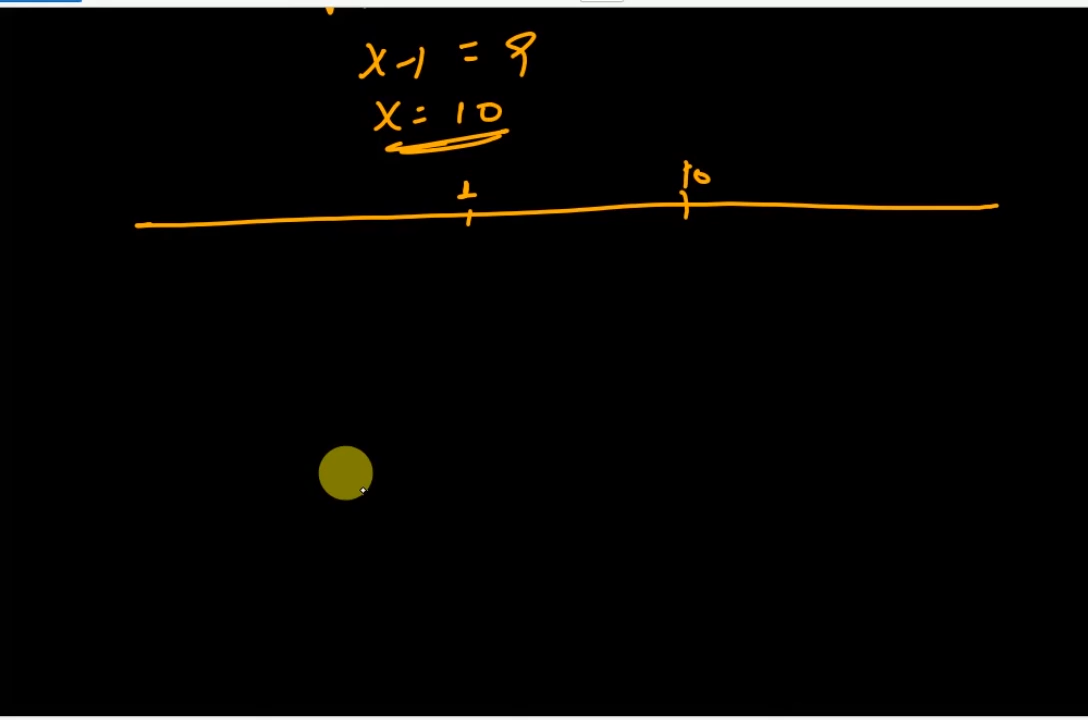 x-1 = 9
x = 10
1 10